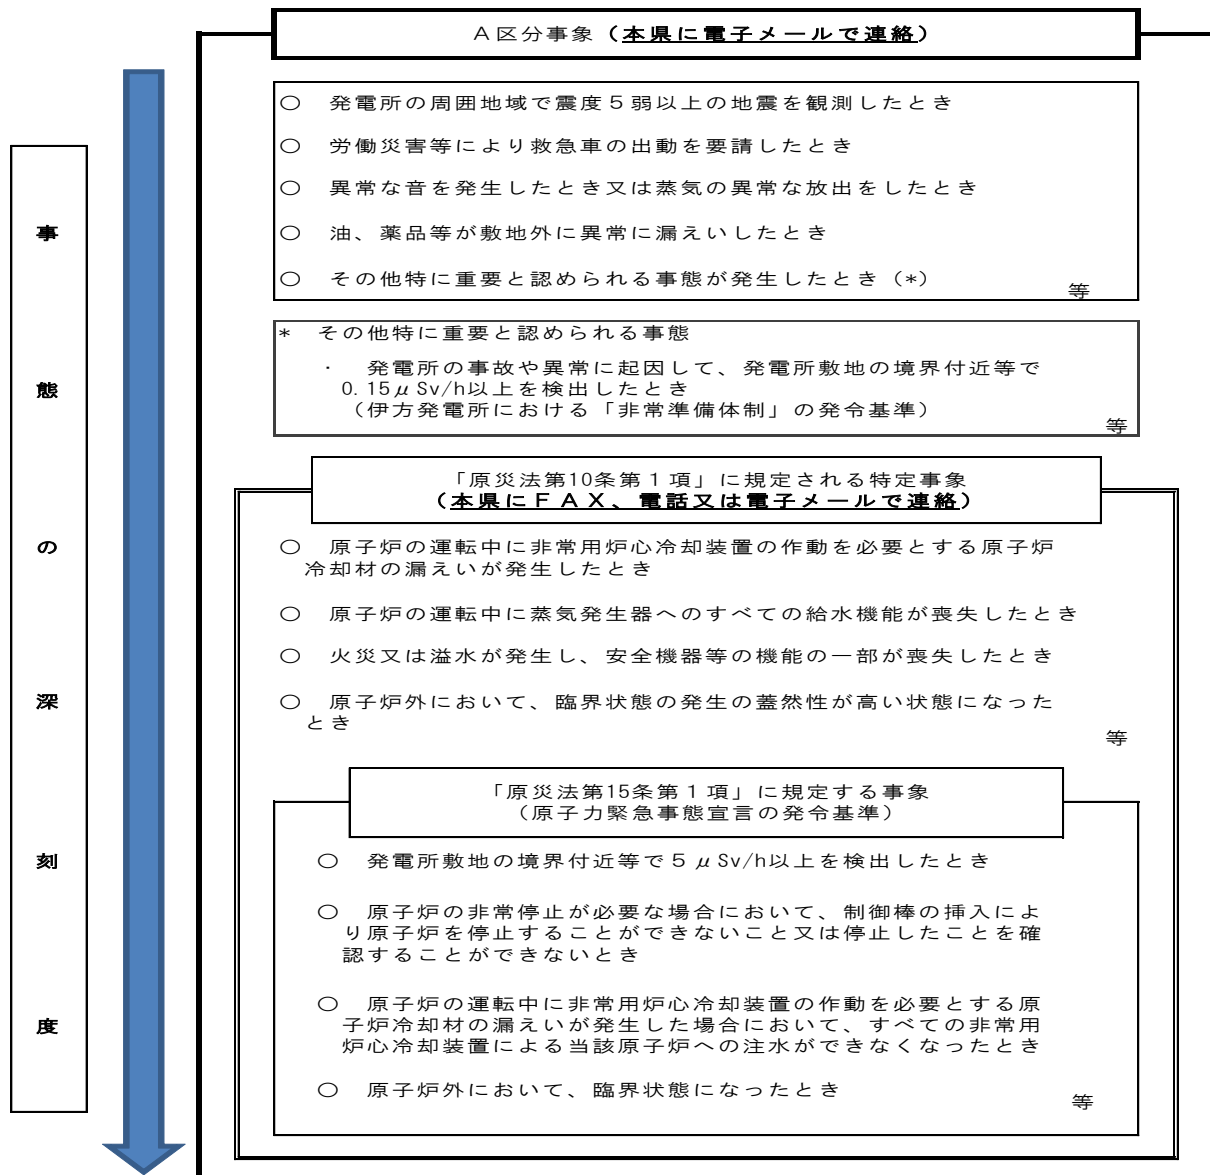 Ａ区分事象（本県に電子メールで連絡）
○　発電所の周囲地域で震度５弱以上の地震を観測したとき
○　労働災害等により救急車の出動を要請したとき
○　異常な音を発生したとき又は蒸気の異常な放出をしたとき
○　油、薬品等が敷地外に異常に漏えいしたとき
○　その他特に重要と認められる事態が発生したとき（*）
等
*　その他特に重要と認められる事態
・　発電所の事故や異常に起因して、発電所敷地の境界付近等で
0.15μSv/h以上を検出したとき
（伊方発電所における「非常準備体制」の発令基準）
等
「原災法第10条第１項」に規定される特定事象
（本県にＦＡＸ、電話又は電子メールで連絡）
○　原子炉の運転中に非常用炉心冷却装置の作動を必要とする原子炉
冷却材の漏えいが発生したとき
○　原子炉の運転中に蒸気発生器へのすべての給水機能が喪失したとき
○　火災又は溢水が発生し、安全機器等の機能の一部が喪失したとき
○　原子炉外において、臨界状態の発生の蓋然性が高い状態になった
とき
等
「原災法第15条第１項」に規定する事象
（原子力緊急事態宣言の発令基準）
○　発電所敷地の境界付近等で５μSv/h以上を検出したとき
○　原子炉の非常停止が必要な場合において、制御棒の挿入によ
り原子炉を停止することができないこと又は停止したことを確
認することができないとき
○　原子炉の運転中に非常用炉心冷却装置の作動を必要とする原
子炉冷却材の漏えいが発生した場合において、すべての非常用
炉心冷却装置による当該原子炉への注水ができなくなったとき
○　原子炉外において、臨界状態になったとき
等
事態の深刻度